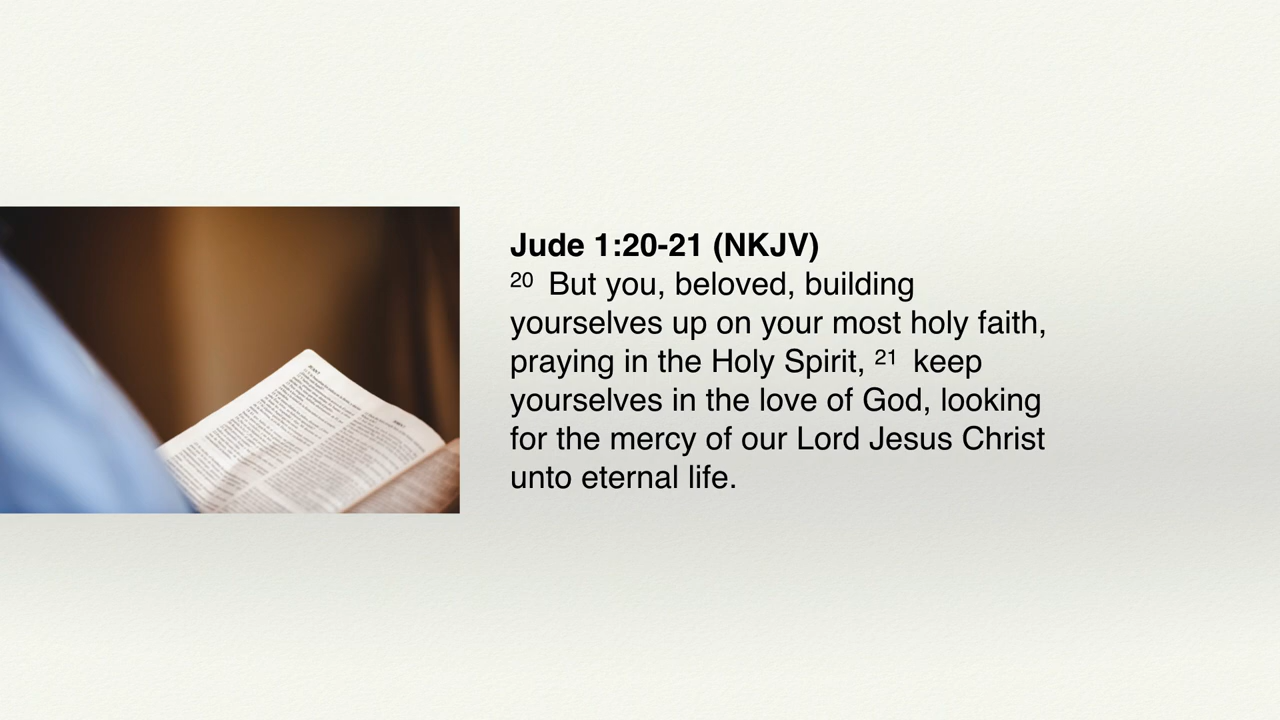 Jude 1:20-21 (NKJV)
20 But you, beloved, building
yourselves up on your most holy faith,
praying in the Holy Spirit, 21 keep
yourselves in the love of God, looking
for the mercy of our Lord Jesus Christ
unto eternal life.